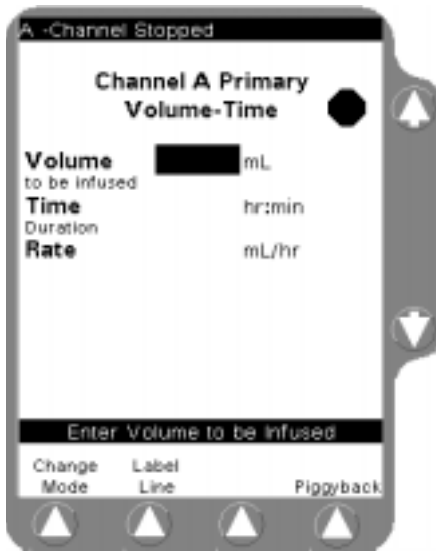 A -Channel Stopped
Channel A Primary
Volume-Time
Volume mL
to be infused
Time hr:min
Duration
Rate mL/hr
Enter Volume to be Infused
Change Label
Mode Line Piggyback